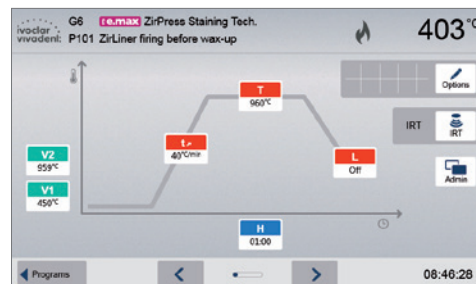 ivoclar
vivadent:
G6 e.max ZirPress Staining Tech.
P101 ZirLiner firing before wax-up
403°C
Options
IRT
IRT
Admin
T
960°C
t↗
40°C/min
L
Off
V2
959°C
V1
450°C
H
01:00
Programs
08:46:28